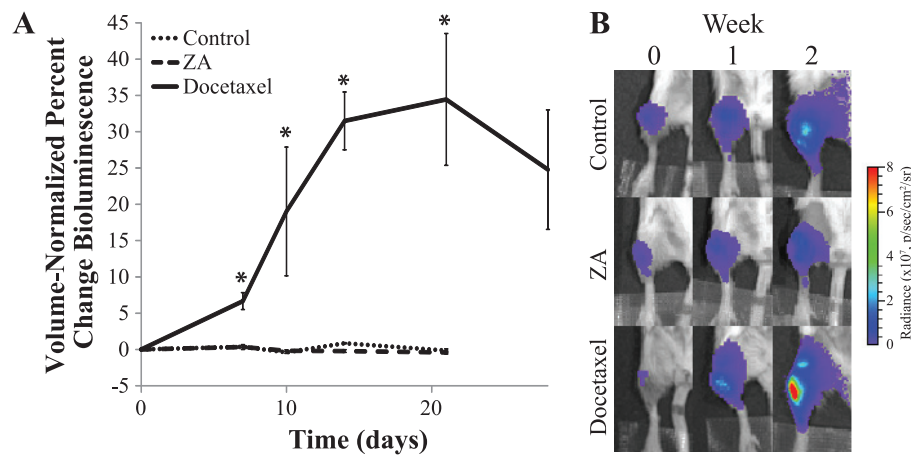 A
Volume-Normalized Percent
Change Bioluminescence
45
40
35
30
25
20
15
10
5
0
-5
Control
ZA
Docetaxel
*
*
*
*
*
0
10
20
Time (days)
B
Week
0
1
2
Control
ZA
Docetaxel
8
6
4
2
0
Radiance (x10⁷, p/sec/cm²/sr)